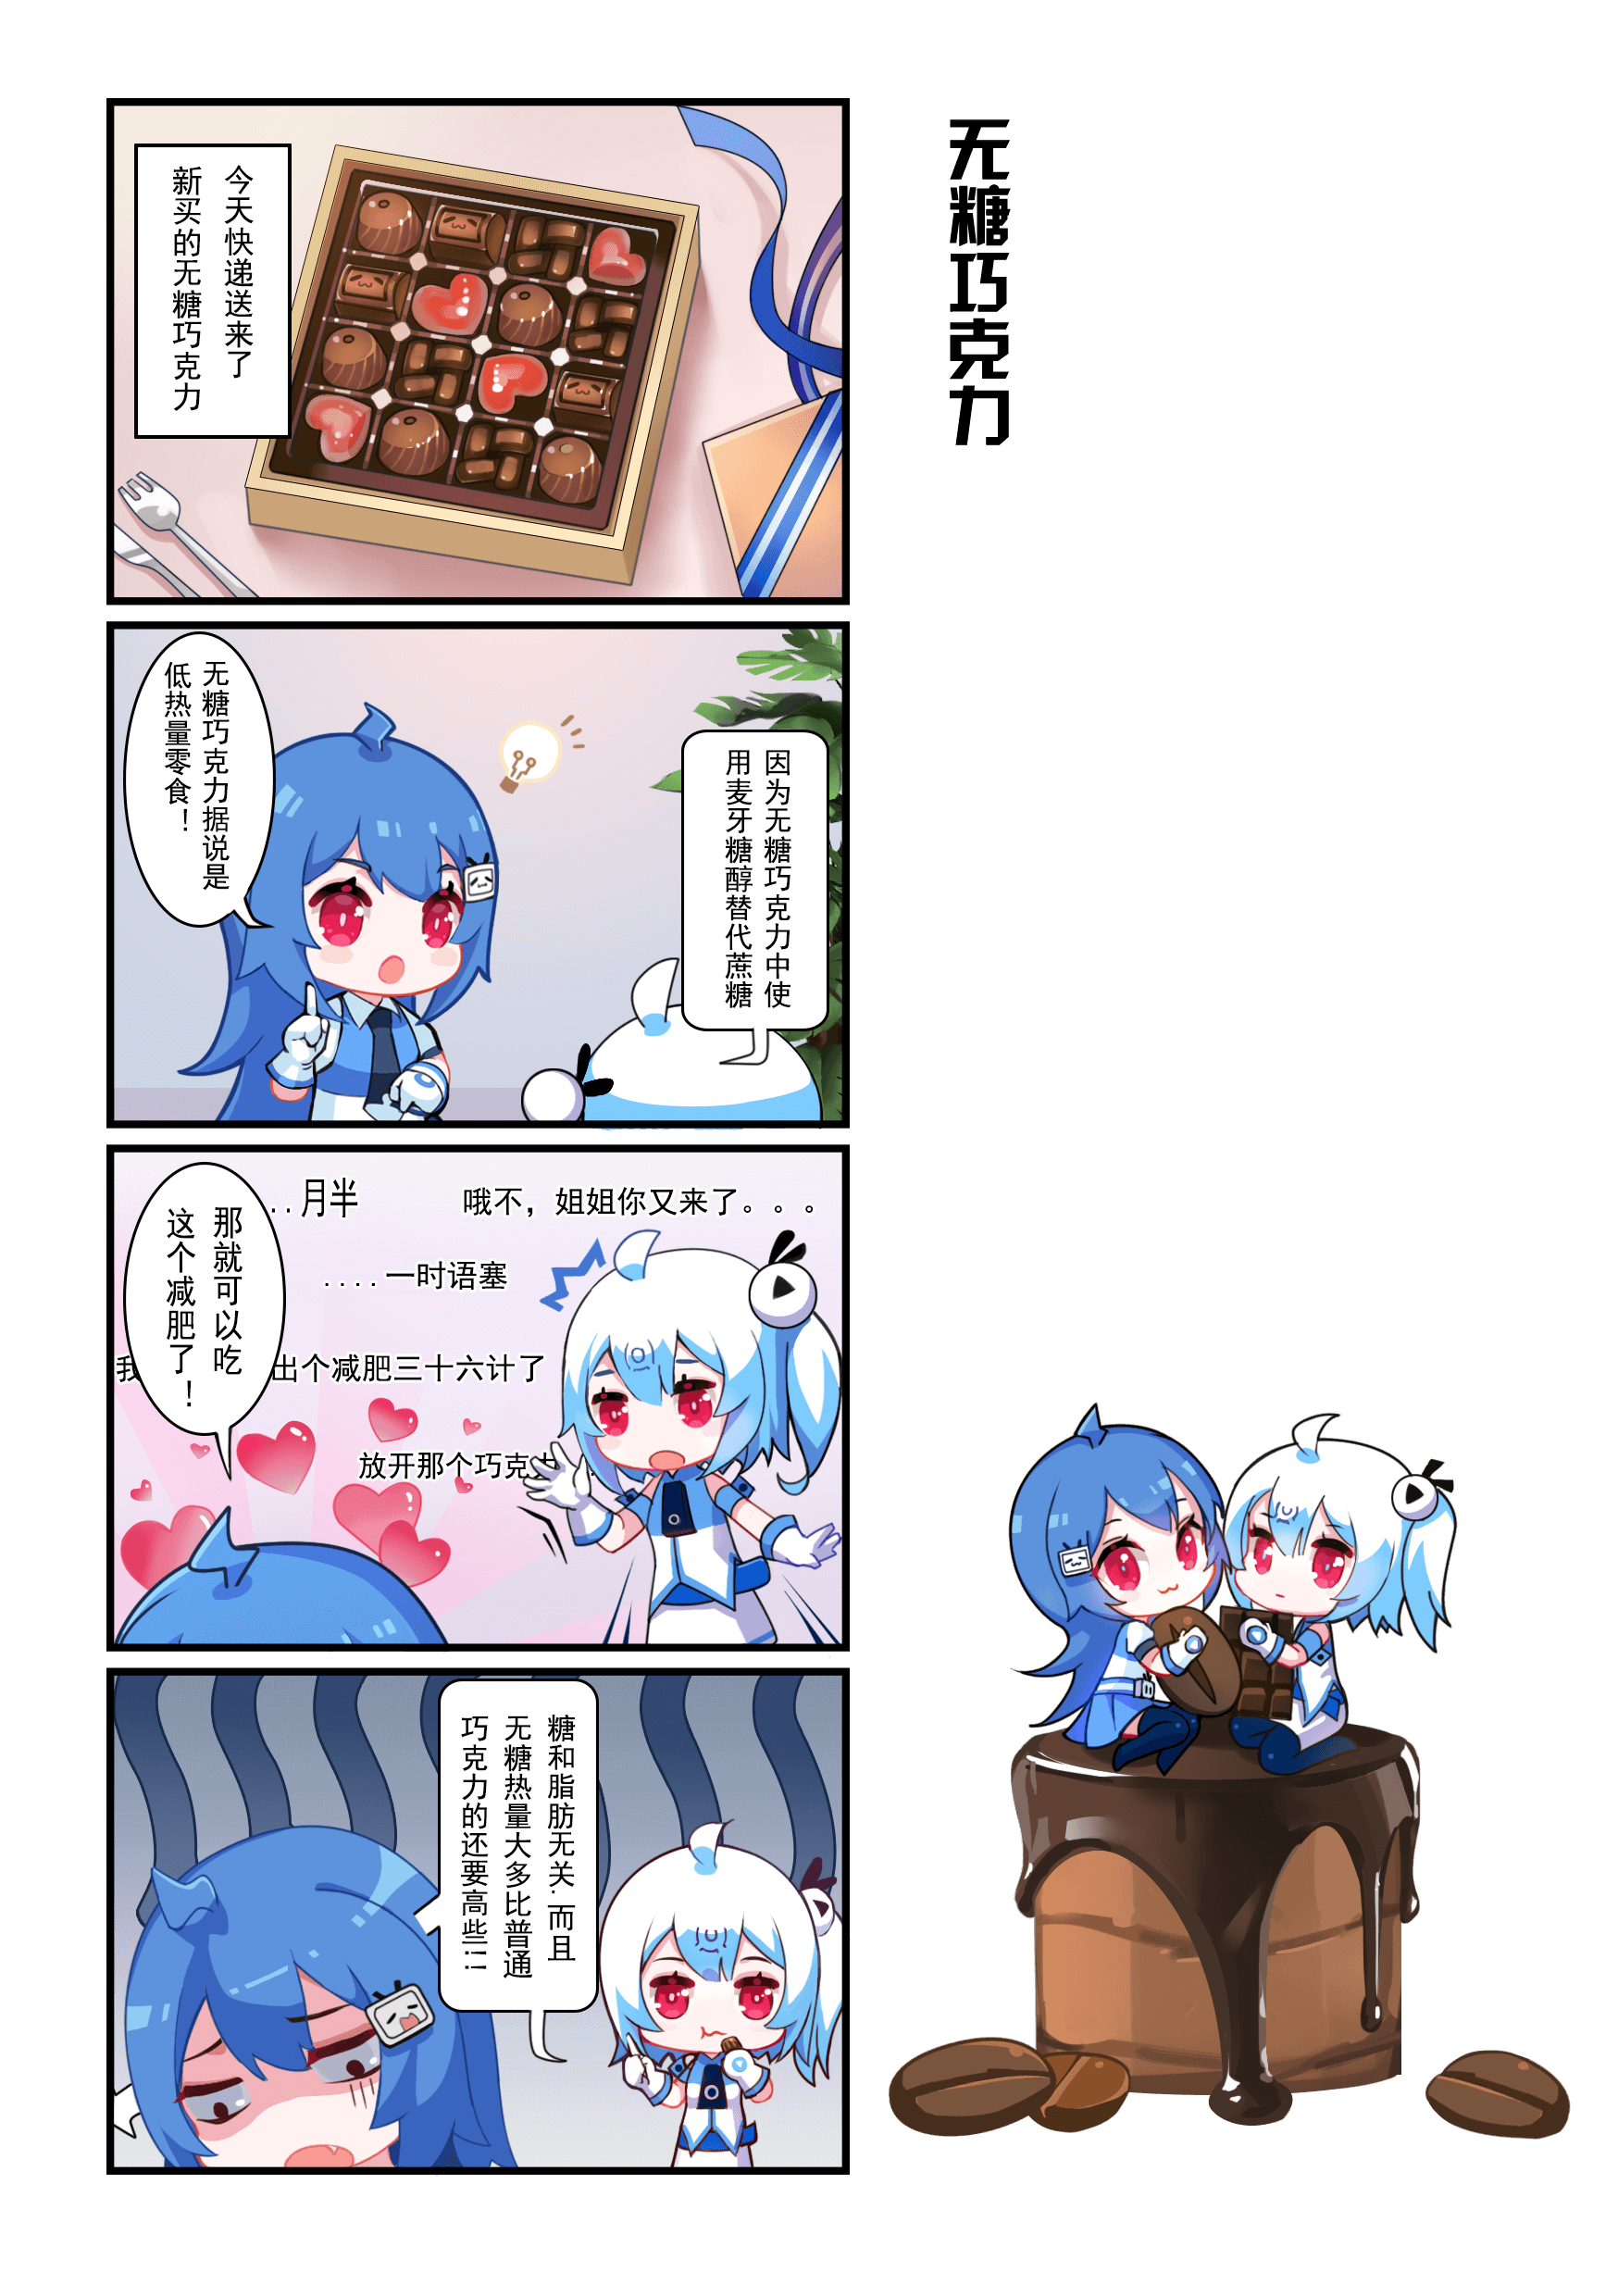 无糖巧克力
今天快递送来了
新买的无糖巧克力
因为无糖巧克力中使
用麦牙糖醇替代蔗糖
无糖巧克力据说是
低热量零食！
哦不，姐姐你又来了。。。
..月半
....一时语塞
我
出个减肥三十六计了
放开那个巧克
那就可以吃
这个减肥了！
糖和脂肪无关.而且
无糖热量大多比普通
巧克力的还要高些!!